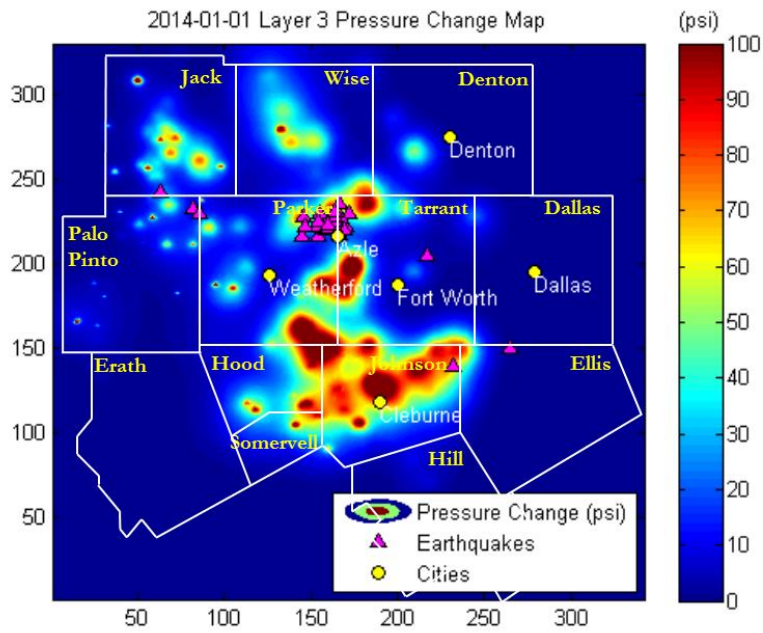 2014-01-01 Layer 3 Pressure Change Map
(psi)
300
250
200
150
100
50
50
100
150
200
250
300
100
90
80
70
60
50
40
30
20
10
0
Jack
Wise
Denton
Denton
Palo
Pinto
Parker
Tarrant
Dallas
Azle
Weatherford
Fort Worth
Dallas
Erath
Hood
Johnson
Ellis
Cleburne
Somervell
Hill
Pressure Change (psi)
Earthquakes
Cities